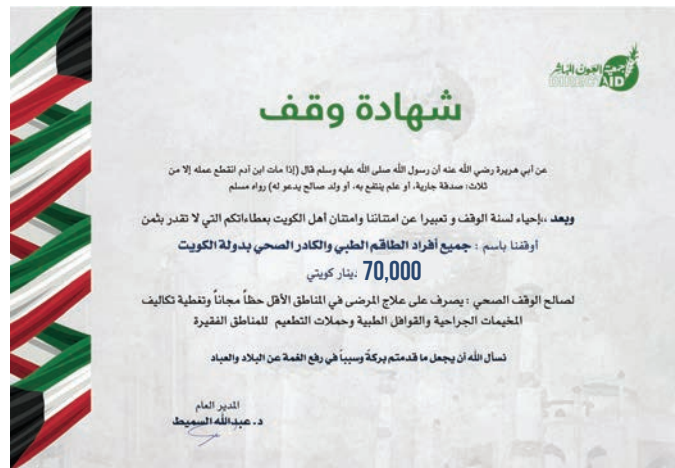 جمعية العون المباشر
DIRECT AID
شهادة وقف
عن أبي هريرة رضي الله عنه أن رسول الله صلى الله عليه وسلم قال (إذا مات ابن آدم انقطع عمله إلا من
ثلاث: صدقة جارية، أو علم ينتفع به، أو ولد صالح يدعو له) رواه مسلم
وبعد ،،إحياء لسنة الوقف و تعبيرا عن امتناننا وامتنان أهل الكويت بعطاءاتكم التي لا تقدر بثمن
أوقفنا باسم : جميع أفراد الطاقم الطبي والكادر الصحي بدولة الكويت
70,000 دينار كويتي
لصالح الوقف الصحي : يصرف على علاج المرضى في المناطق الأقل حظاً مجاناً وتغطية تكاليف
المخيمات الجراحية والقوافل الطبية وحملات التطعيم للمناطق الفقيرة
نسأل الله أن يجعل ما قدمتم بركةً وسبباً في رفع الغمة عن البلاد والعباد
المدير العام
د. عبدالله السميط